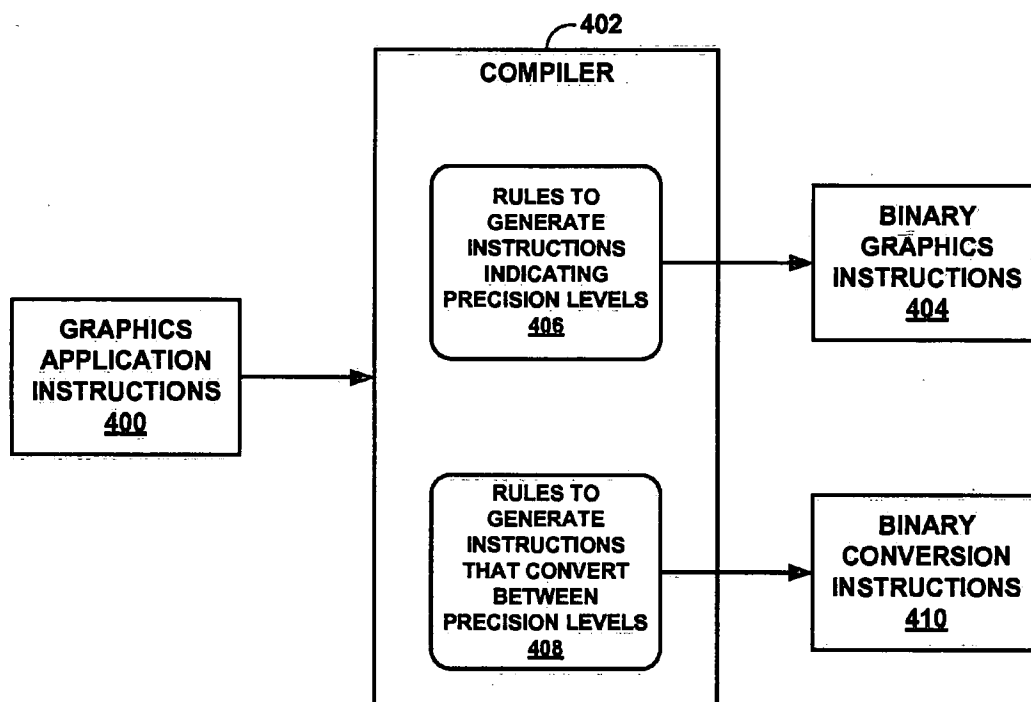 402
COMPILER
RULES TO
GENERATE
INSTRUCTIONS
INDICATING
PRECISION LEVELS
406
BINARY
GRAPHICS
INSTRUCTIONS
404
GRAPHICS
APPLICATION
INSTRUCTIONS
400
RULES TO
GENERATE
INSTRUCTIONS
THAT CONVERT
BETWEEN
PRECISION LEVELS
408
BINARY
CONVERSION
INSTRUCTIONS
410